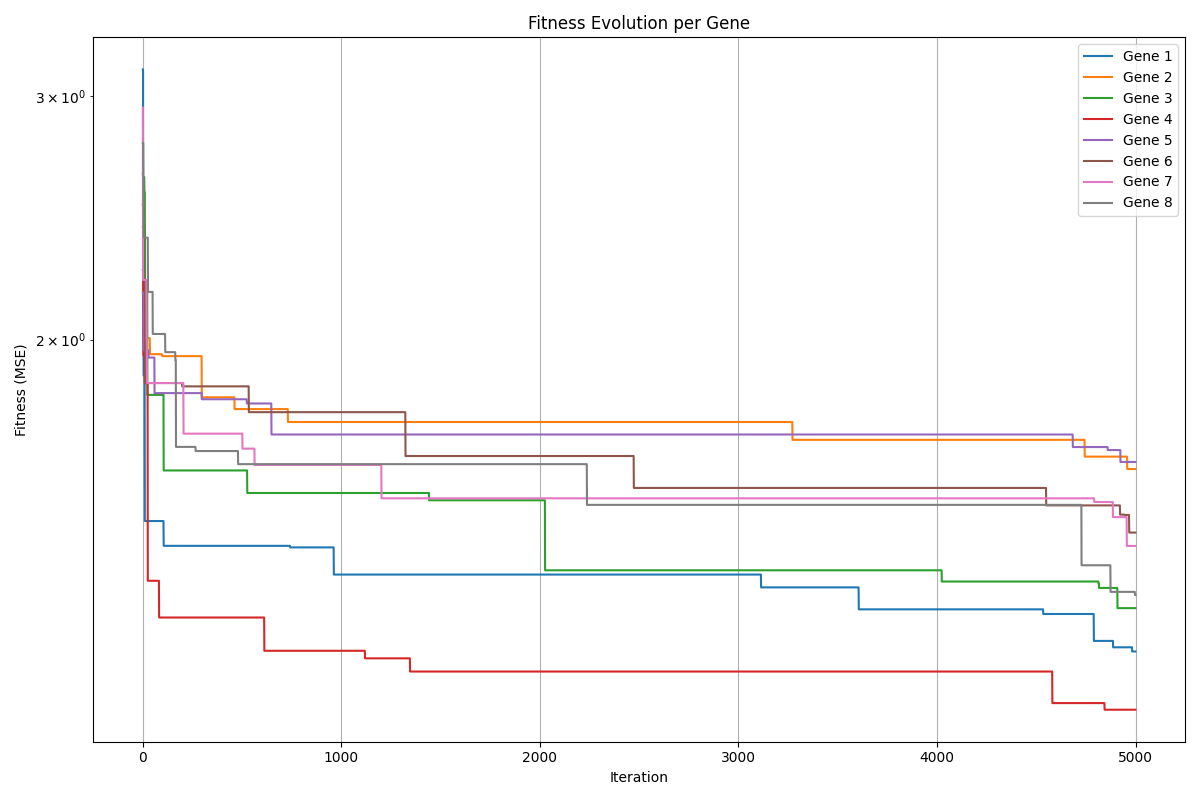 Fitness Evolution per Gene
Fitness (MSE)
3 × 10⁰
2 × 10⁰
Gene 1
Gene 2
Gene 3
Gene 4
Gene 5
Gene 6
Gene 7
Gene 8
0 1000 2000 3000 4000 5000
Iteration